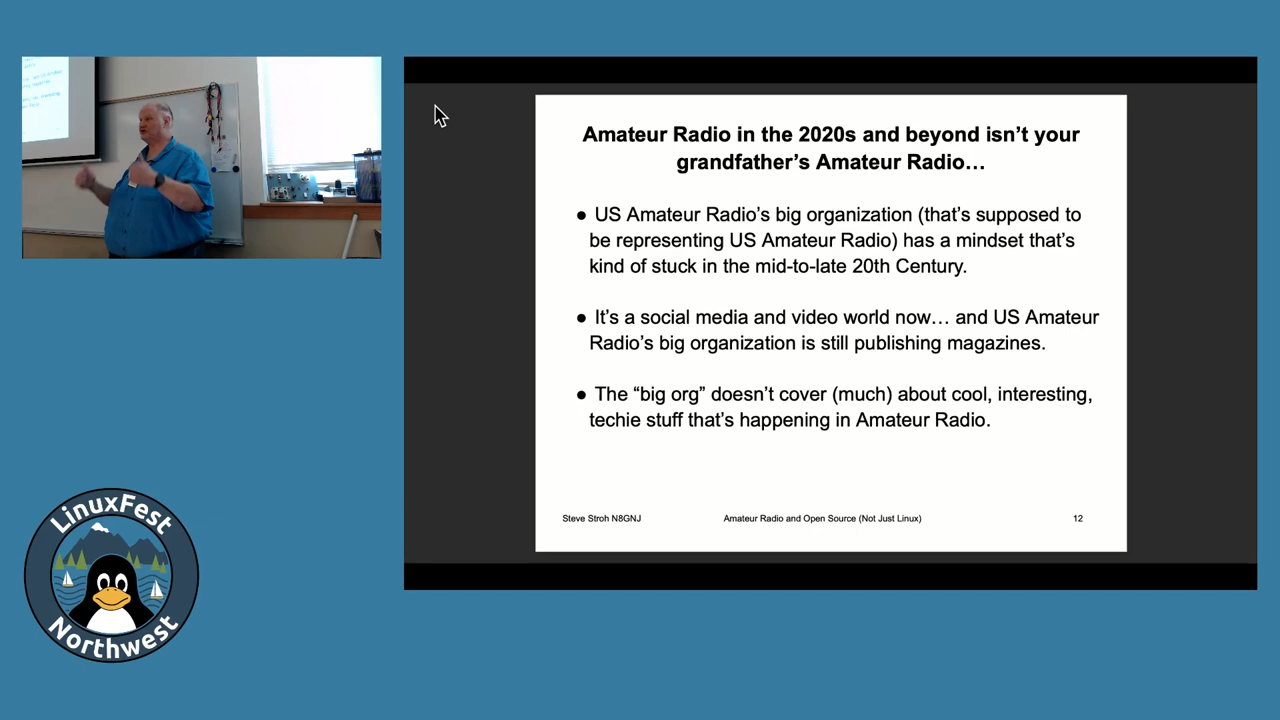 Amateur Radio in the 2020s and beyond isn't your
grandfather's Amateur Radio…
● US Amateur Radio's big organization (that's supposed to
be representing US Amateur Radio) has a mindset that's
kind of stuck in the mid-to-late 20th Century.
● It's a social media and video world now… and US Amateur
Radio's big organization is still publishing magazines.
● The “big org” doesn't cover (much) about cool, interesting,
techie stuff that's happening in Amateur Radio.
Steve Stroh N8GNJ
Amateur Radio and Open Source (Not Just Linux)
12
LinuxFest
Northwest